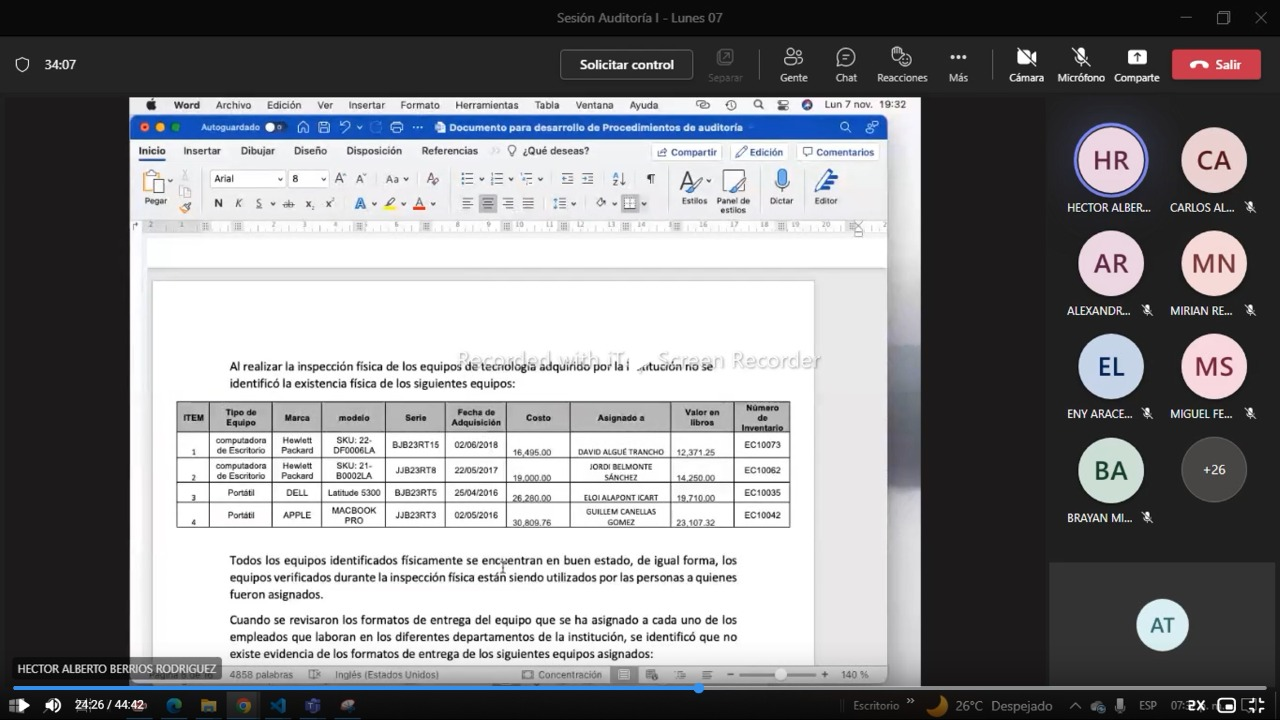 Sesión Auditoría I - Lunes 07
34:07
Solicitar control
Separar
Gente
Chat
Reacciones
Más
Cámara
Micrófono
Comparte
Salir
Word Archivo Edición Ver Insertar Formato Herramientas Tabla Ventana Ayuda Lun 7 nov. 19:32
Autoguardado
Documento para desarrollo de Procedimientos de auditoría
Inicio Insertar Dibujar Diseño Disposición Referencias >> ¿Qué deseas? Compartir Edición Comentarios
Pegar
Arial 8
Estilos
Panel de estilos
Dictar
Editor
Al realizar la inspección física de los equipos de tecnología adquirido por la no se
identificó la existencia física de los siguientes equipos:
Recorded with iT Screen Recorder
ITEM Tipo de Equipo Marca modelo Serie Fecha de Adquisición Costo Asignado a Valor en libros Número de Inventario
1 computadora de Escritorio Hewlett Packard SKU: 22-DF0006LA BJB23RT15 02/06/2018 16,495.00 DAVID ALGUÉ TRANCHO 12,371.25 EC10073
2 computadora de Escritorio Hewlett Packard SKU: 21-B0002LA JJB23RT8 22/05/2017 19,000.00 JORDI BELMONTE SÁNCHEZ 14,250.00 EC10062
3 Portátil DELL Latitude 5300 BJB23RT5 25/04/2016 26,280.00 ELOI ALAPONT ICART 19,710.00 EC10035
4 Portátil APPLE MACBOOK PRO JJB23RT3 02/05/2016 30,809.76 GUILLEM CANELLAS GOMEZ 23,107.32 EC10042
Todos los equipos identificados físicamente se encuentran en buen estado, de igual forma, los
equipos verificados durante la inspección física están siendo utilizados por las personas a quienes
fueron asignados.
Cuando se revisaron los formatos de entrega del equipo que se ha asignado a cada uno de los
empleados que laboran en los diferentes departamentos de la institución, se identificó que no
existe evidencia de los formatos de entrega de los siguientes equipos asignados:
HECTOR ALBERTO BERRIOS RODRIGUEZ
4858 palabras Inglés (Estados Unidos) Concentración 140 %
HR
HECTOR ALBER...
CA
CARLOS AL...
AR
ALEXANDR...
MN
MIRIAN RE...
EL
ENY ARACE...
MS
MIGUEL FE...
BA
BRAYAN MI...
+26
AT
24:26 / 44:42
Escritorio
26°C Despejado
ESP
2X